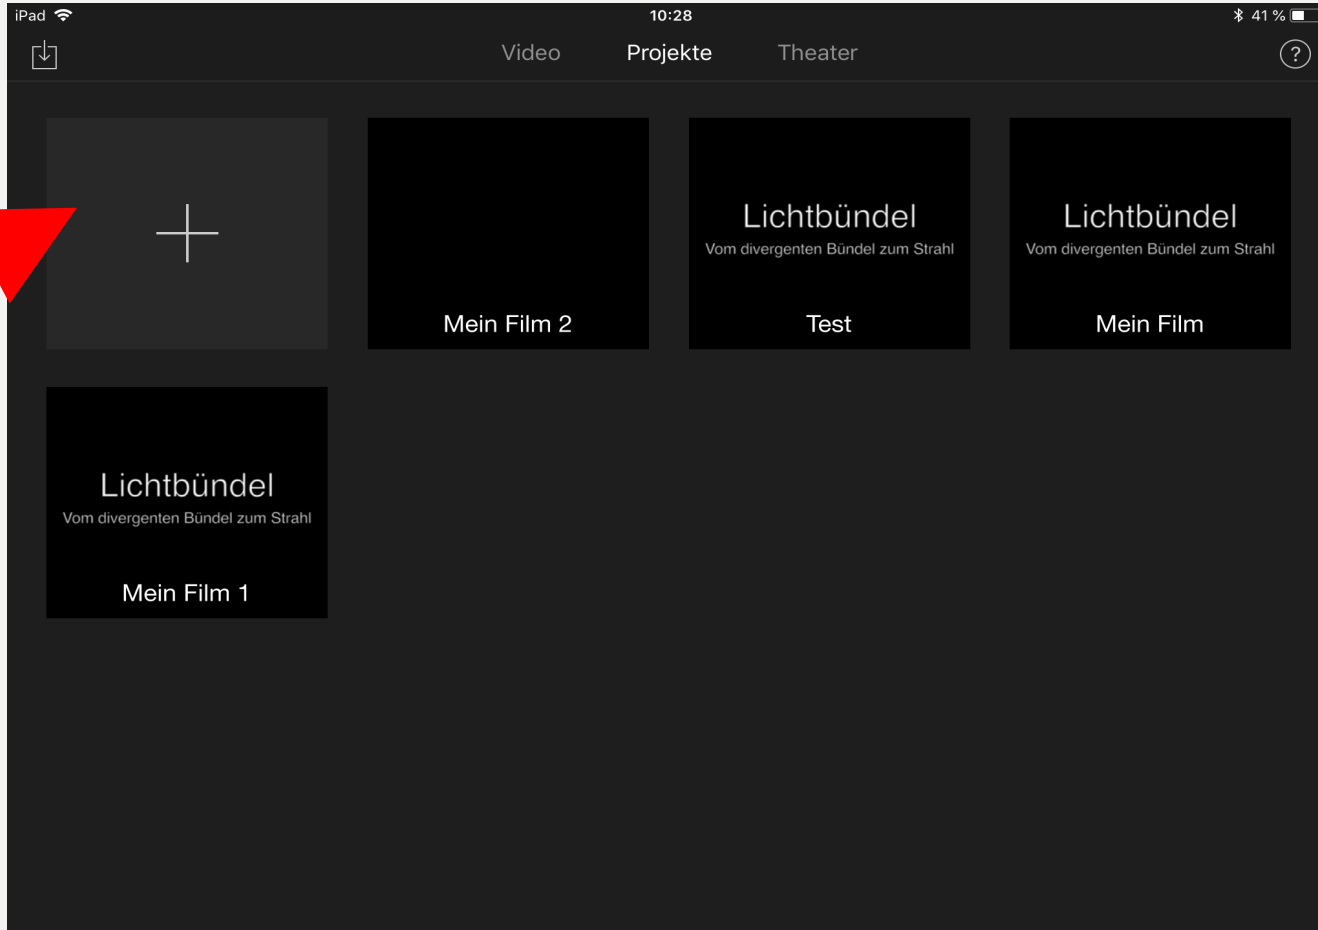 iPad 10:28 41 %
Video Projekte Theater ?
Lichtbündel
Vom divergenten Bündel zum Strahl
Lichtbündel
Vom divergenten Bündel zum Strahl
Mein Film 2
Test
Mein Film
Lichtbündel
Vom divergenten Bündel zum Strahl
Mein Film 1